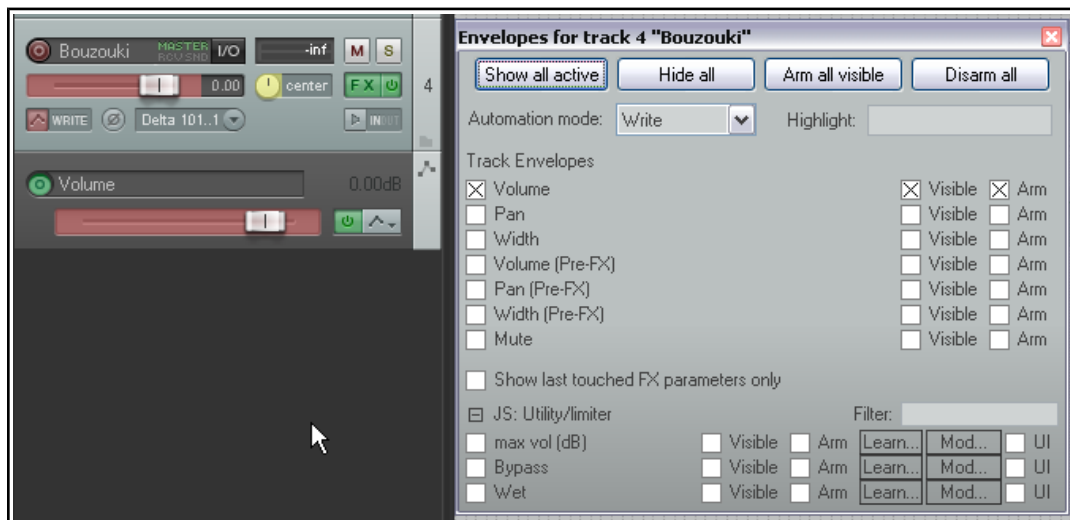 Bouzouki MASTER RCV SND I/O -inf M S
0.00 center FX 4
WRITE Delta 101..1 IN OUT
Volume 0.00dB
Envelopes for track 4 "Bouzouki"
Show all active Hide all Arm all visible Disarm all
Automation mode: Write Highlight:
Track Envelopes
Volume Visible Arm
Pan Visible Arm
Width Visible Arm
Volume (Pre-FX) Visible Arm
Pan (Pre-FX) Visible Arm
Width (Pre-FX) Visible Arm
Mute Visible Arm
Show last touched FX parameters only
JS: Utility/limiter Filter:
max vol (dB) Visible Arm Learn... Mod... UI
Bypass Visible Arm Learn... Mod... UI
Wet Visible Arm Learn... Mod... UI